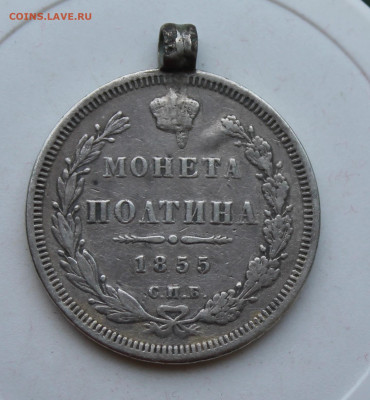 COINS.LAVE.RU
МОНЕТА
ПОЛТИНА
1855
С.П.Б.